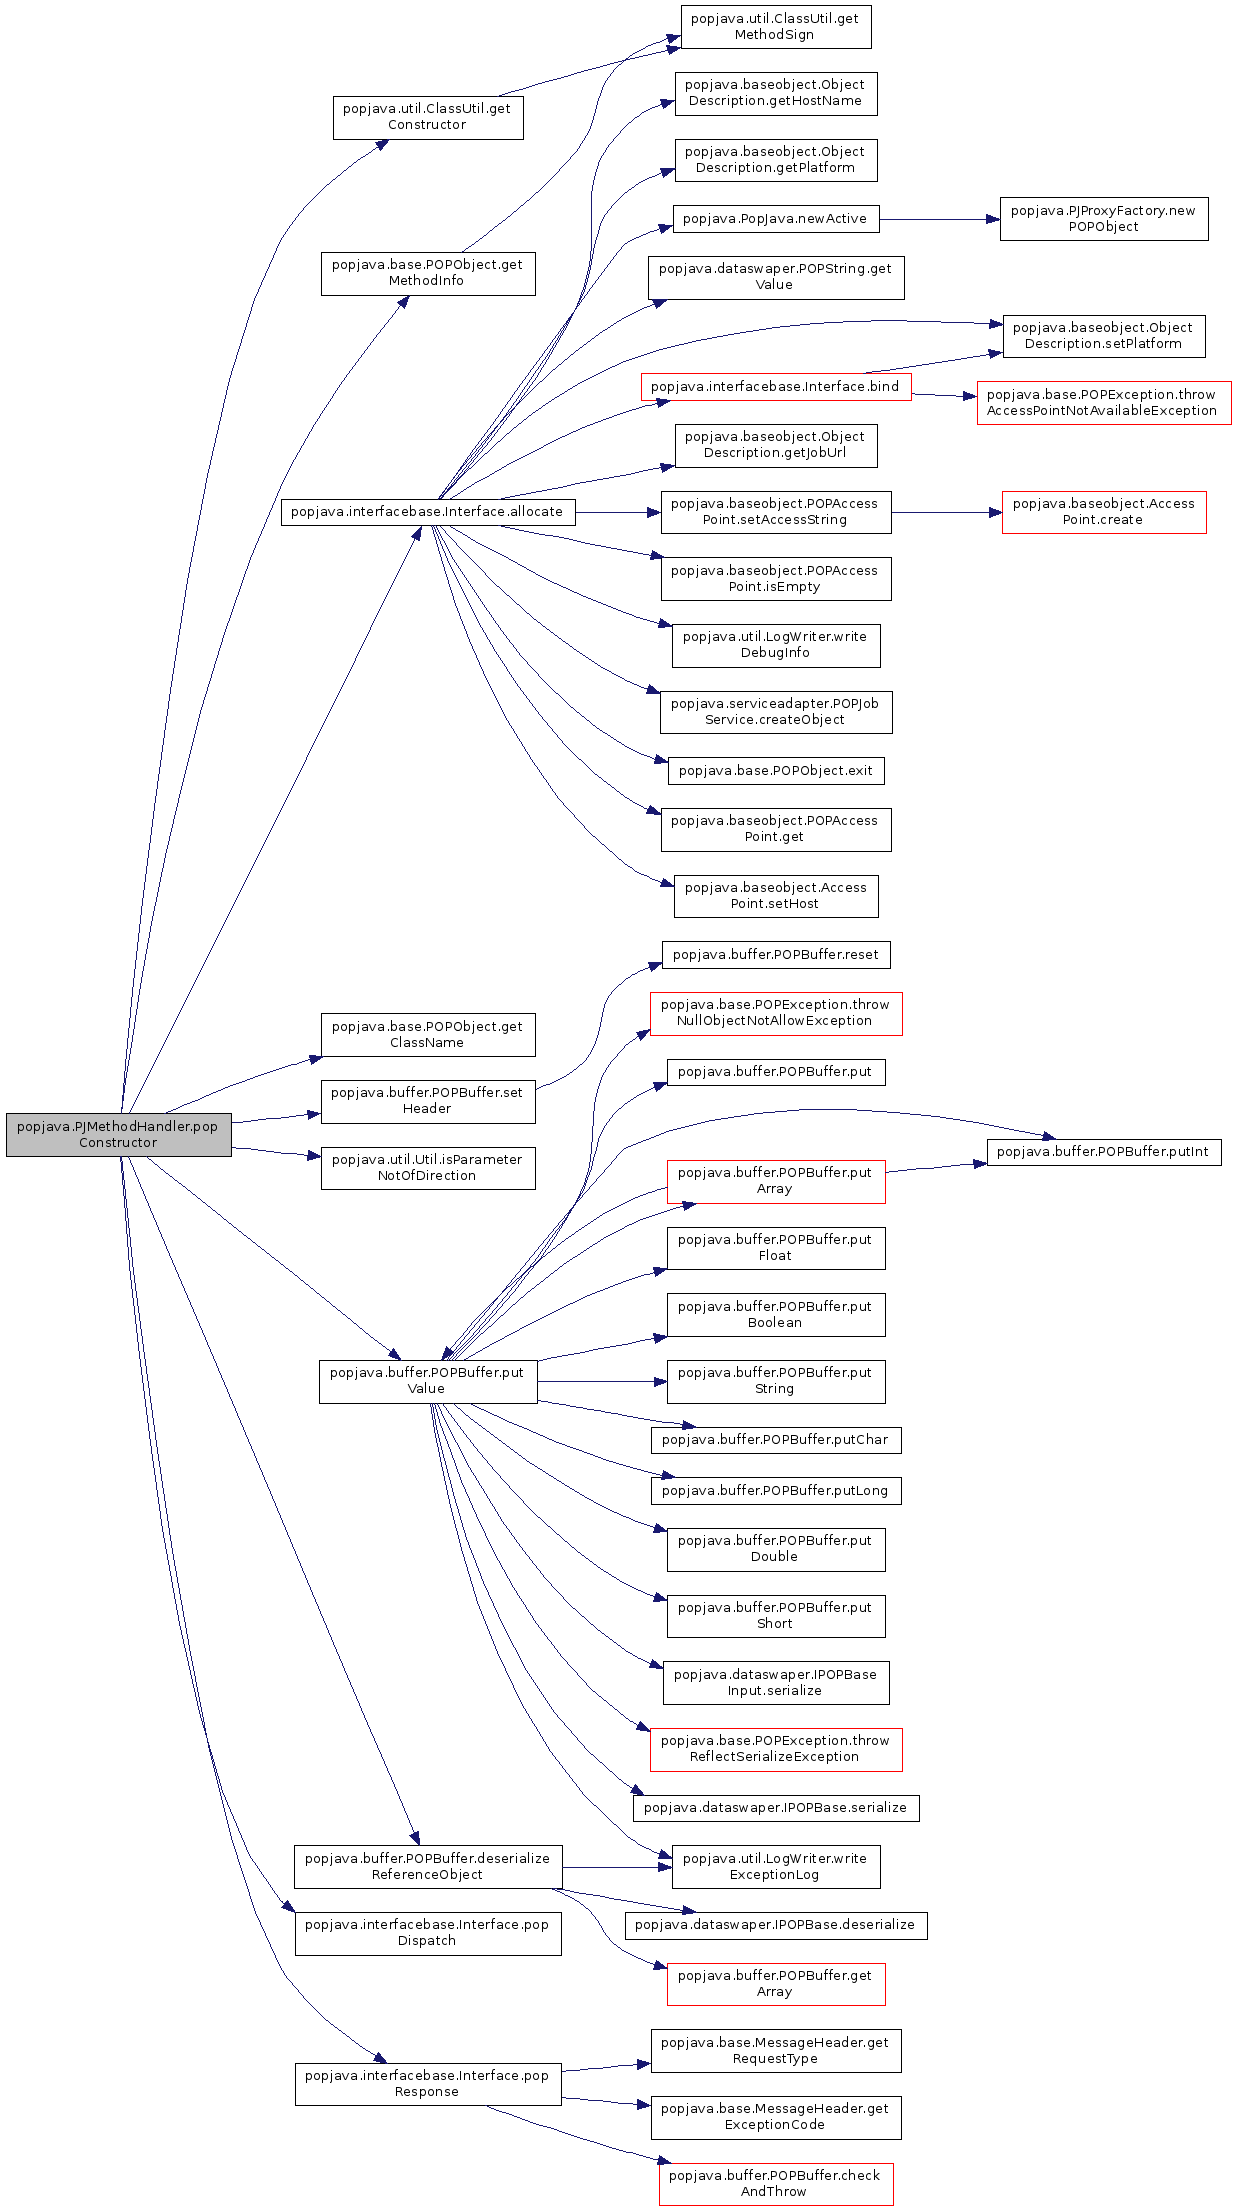 popjava.util.ClassUtil.get
MethodSign
popjava.util.ClassUtil.get
Constructor
popjava.baseobject.Object
Description.getHostName
popjava.baseobject.Object
Description.getPlatform
popjava.PopJava.newActive
popjava.PJProxyFactory.new
POPObject
popjava.base.POPObject.get
MethodInfo
popjava.dataswaper.POPString.get
Value
popjava.baseobject.Object
Description.setPlatform
popjava.interfacebase.Interface.bind
popjava.base.POPException.throw
AccessPointNotAvailableException
popjava.baseobject.Object
Description.getJobUrl
popjava.interfacebase.Interface.allocate
popjava.baseobject.POPAccess
Point.setAccessString
popjava.baseobject.Access
Point.create
popjava.baseobject.POPAccess
Point.isEmpty
popjava.util.LogWriter.write
DebugInfo
popjava.serviceadapter.POPJob
Service.createObject
popjava.base.POPObject.exit
popjava.baseobject.POPAccess
Point.get
popjava.baseobject.Access
Point.setHost
popjava.buffer.POPBuffer.reset
popjava.base.POPException.throw
NullObjectNotAllowException
popjava.base.POPObject.get
ClassName
popjava.buffer.POPBuffer.put
popjava.buffer.POPBuffer.set
Header
popjava.PJMethodHandler.pop
Constructor
popjava.buffer.POPBuffer.putInt
popjava.util.Util.isParameter
NotOfDirection
popjava.buffer.POPBuffer.put
Array
popjava.buffer.POPBuffer.put
Float
popjava.buffer.POPBuffer.put
Boolean
popjava.buffer.POPBuffer.put
Value
popjava.buffer.POPBuffer.put
String
popjava.buffer.POPBuffer.putChar
popjava.buffer.POPBuffer.putLong
popjava.buffer.POPBuffer.put
Double
popjava.buffer.POPBuffer.put
Short
popjava.dataswaper.IPOPBase
Input.serialize
popjava.base.POPException.throw
ReflectSerializeException
popjava.dataswaper.IPOPBase.serialize
popjava.buffer.POPBuffer.deserialize
ReferenceObject
popjava.util.LogWriter.write
ExceptionLog
popjava.interfacebase.Interface.pop
Dispatch
popjava.dataswaper.IPOPBase.deserialize
popjava.buffer.POPBuffer.get
Array
popjava.base.MessageHeader.get
RequestType
popjava.interfacebase.Interface.pop
Response
popjava.base.MessageHeader.get
ExceptionCode
popjava.buffer.POPBuffer.check
AndThrow